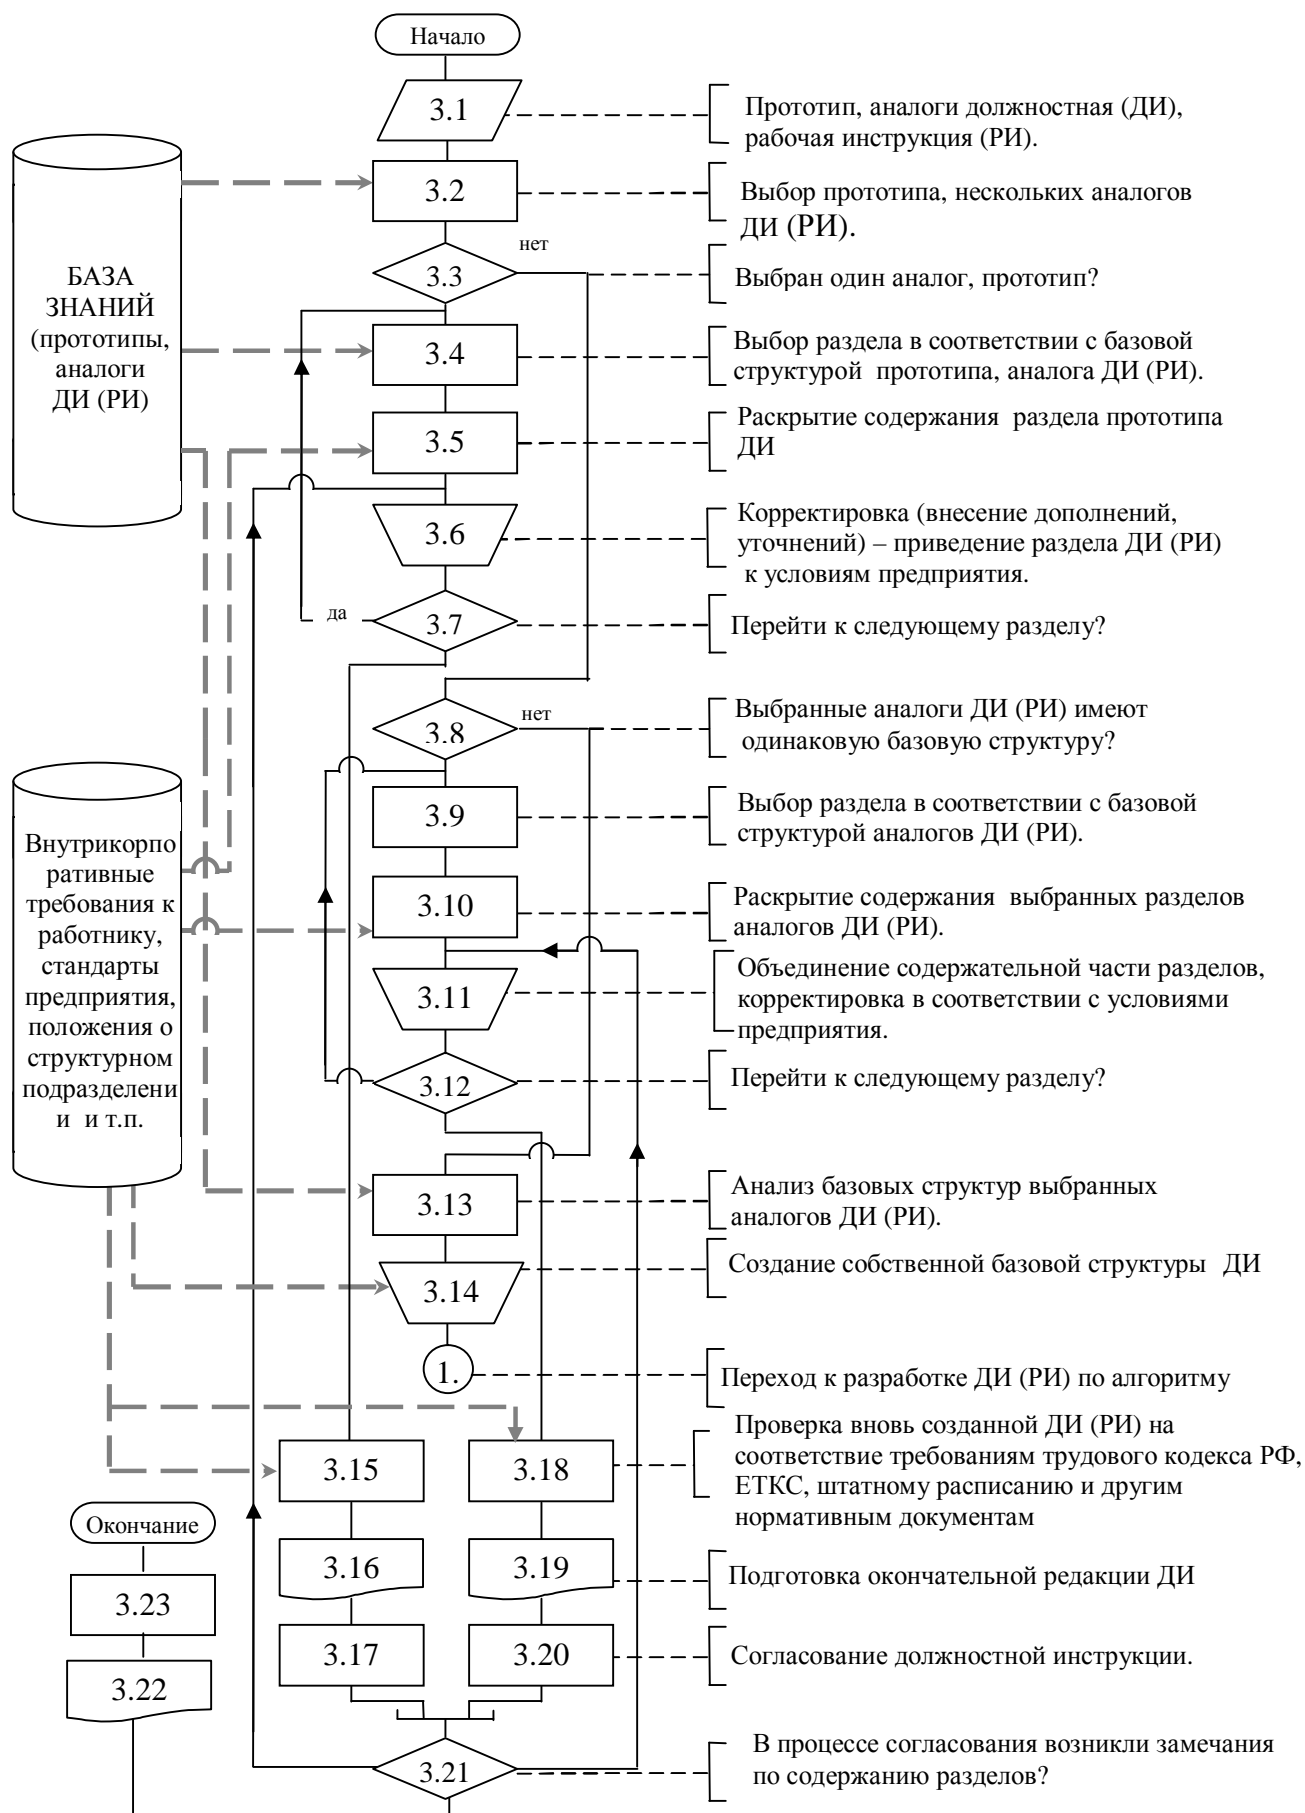 Начало
3.1
Прототип, аналоги должностная (ДИ),
рабочая инструкция (РИ).
3.2
Выбор прототипа, нескольких аналогов
ДИ (РИ).
нет
3.3
Выбран один аналог, прототип?
БАЗА
ЗНАНИЙ
(прототипы,
аналоги
ДИ (РИ)
3.4
Выбор раздела в соответствии с базовой
структурой прототипа, аналога ДИ (РИ).
3.5
Раскрытие содержания раздела прототипа
ДИ
3.6
Корректировка (внесение дополнений,
уточнений) – приведение раздела ДИ (РИ)
к условиям предприятия.
да
3.7
Перейти к следующему разделу?
нет
3.8
Выбранные аналоги ДИ (РИ) имеют
одинаковую базовую структуру?
3.9
Выбор раздела в соответствии с базовой
структурой аналогов ДИ (РИ).
Внутрикорпо
ративные
требования к
работнику,
стандарты
предприятия,
положения о
структурном
подразделени
и и т.п.
3.10
Раскрытие содержания выбранных разделов
аналогов ДИ (РИ).
3.11
Объединение содержательной части разделов,
корректировка в соответствии с условиями
предприятия.
3.12
Перейти к следующему разделу?
3.13
Анализ базовых структур выбранных
аналогов ДИ (РИ).
3.14
Создание собственной базовой структуры ДИ
1.
Переход к разработке ДИ (РИ) по алгоритму
3.15
3.18
Проверка вновь созданной ДИ (РИ) на
соответствие требованиям трудового кодекса РФ,
ЕТКС, штатному расписанию и другим
нормативным документам
Окончание
3.16
3.19
Подготовка окончательной редакции ДИ
3.23
3.17
3.20
Согласование должностной инструкции.
3.22
3.21
В процессе согласования возникли замечания
по содержанию разделов?